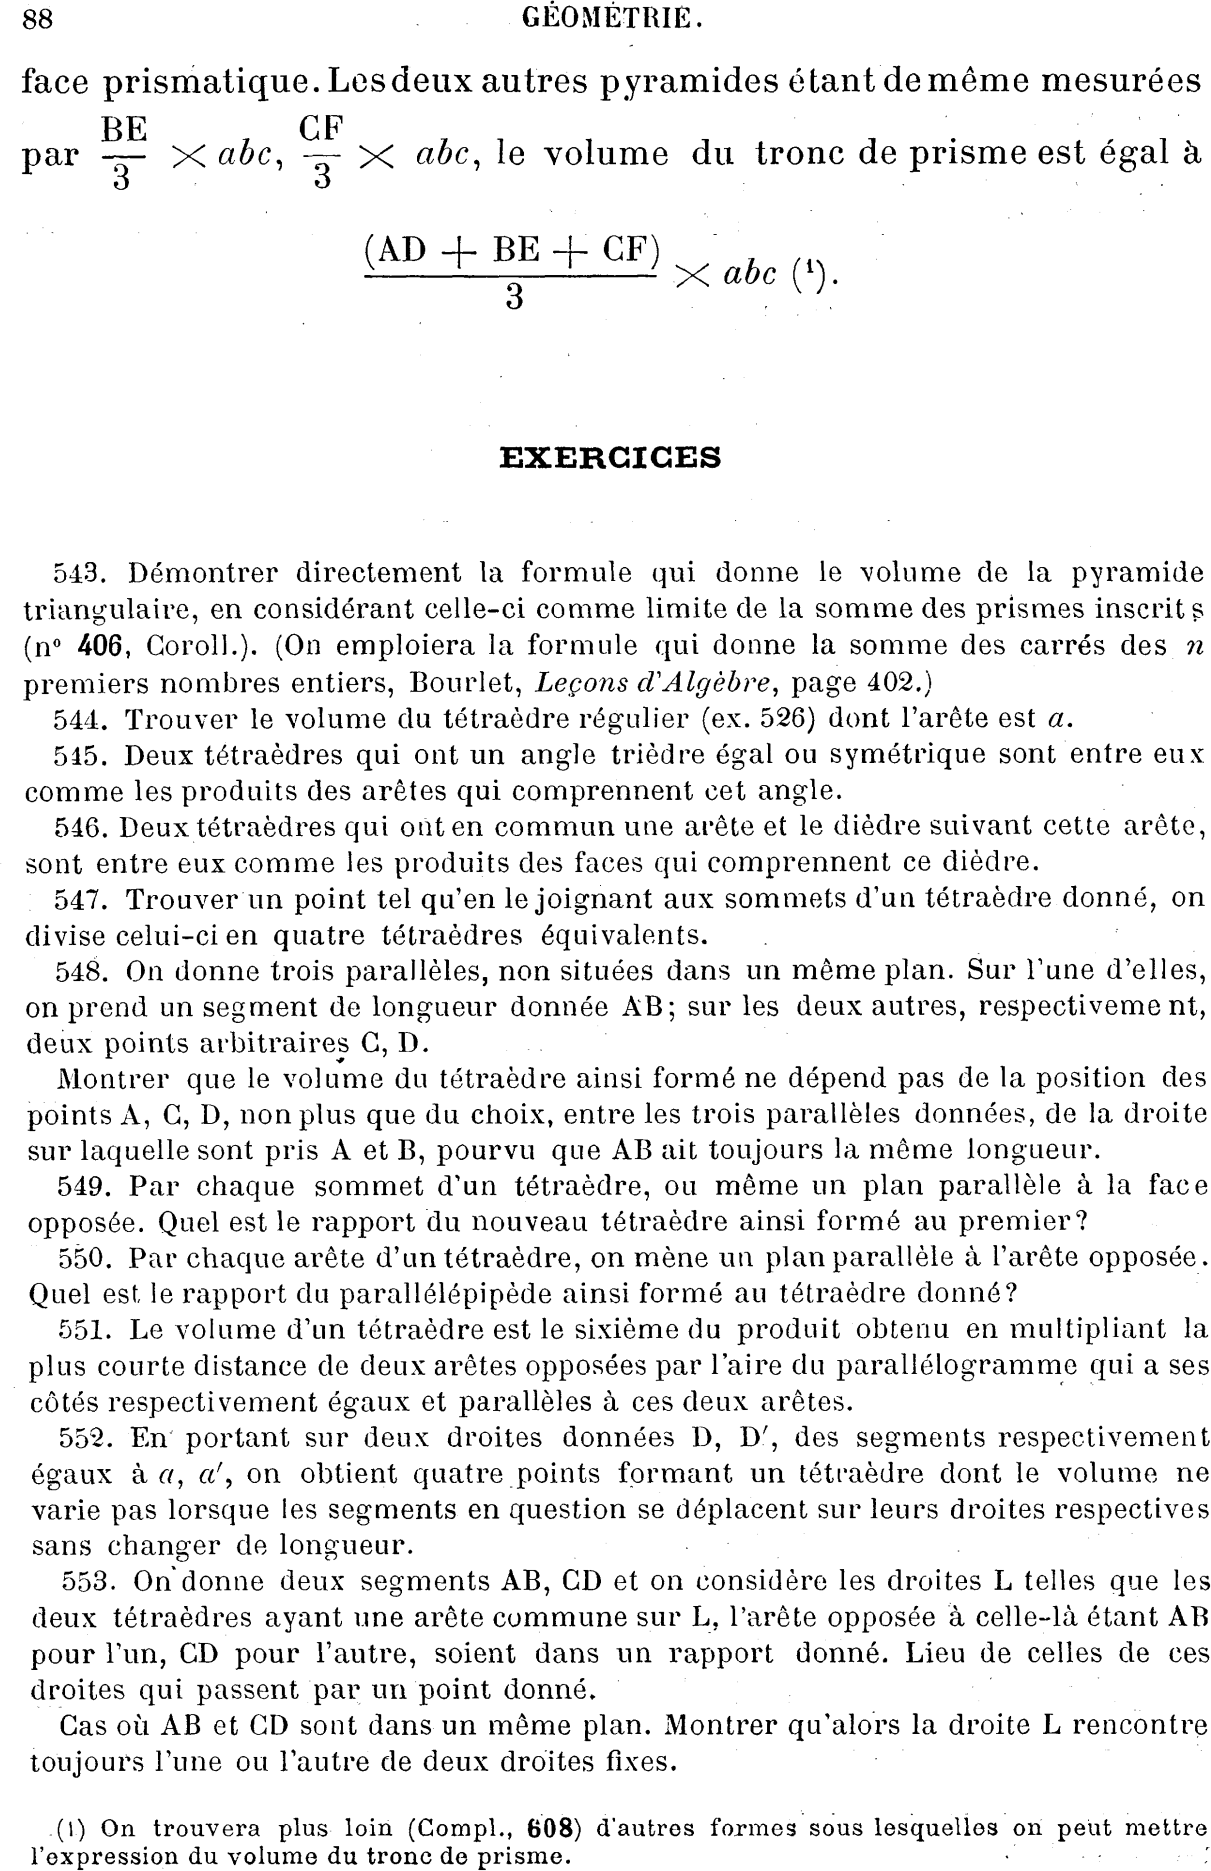 88 GÉOMÉTRIE.
face prismatique. Les deux autres pyramides étant de même mesurées
par BE/3 × abc, CF/3 × abc, le volume du tronc de prisme est égal à
(AD + BE + CF)/3 × abc (¹).
EXERCICES
543. Démontrer directement la formule qui donne le volume de la pyramide
triangulaire, en considérant celle-ci comme limite de la somme des prismes inscrits
(nº 406, Coroll.). (On emploiera la formule qui donne la somme des carrés des n
premiers nombres entiers, Bourlet, Leçons d'Algèbre, page 402.)
544. Trouver le volume du tétraèdre régulier (ex. 526) dont l'arête est a.
545. Deux tétraèdres qui ont un angle trièdre égal ou symétrique sont entre eux
comme les produits des arêtes qui comprennent cet angle.
546. Deux tétraèdres qui ont en commun une arête et le dièdre suivant cette arête,
sont entre eux comme les produits des faces qui comprennent ce dièdre.
547. Trouver un point tel qu'en le joignant aux sommets d'un tétraèdre donné, on
divise celui-ci en quatre tétraèdres équivalents.
548. On donne trois parallèles, non situées dans un même plan. Sur l'une d'elles,
on prend un segment de longueur donnée AB; sur les deux autres, respectivement,
deux points arbitraires C, D.
Montrer que le volume du tétraèdre ainsi formé ne dépend pas de la position des
points A, C, D, non plus que du choix, entre les trois parallèles données, de la droite
sur laquelle sont pris A et B, pourvu que AB ait toujours la même longueur.
549. Par chaque sommet d'un tétraèdre, ou même un plan parallèle à la face
opposée. Quel est le rapport du nouveau tétraèdre ainsi formé au premier?
550. Par chaque arête d'un tétraèdre, on mène un plan parallèle à l'arête opposée.
Quel est le rapport du parallélépipède ainsi formé au tétraèdre donné?
551. Le volume d'un tétraèdre est le sixième du produit obtenu en multipliant la
plus courte distance de deux arêtes opposées par l'aire du parallélogramme qui a ses
côtés respectivement égaux et parallèles à ces deux arêtes.
552. En portant sur deux droites données D, D′, des segments respectivement
égaux à a, a′, on obtient quatre points formant un tétraèdre dont le volume ne
varie pas lorsque les segments en question se déplacent sur leurs droites respectives
sans changer de longueur.
553. On donne deux segments AB, CD et on considère les droites L telles que les
deux tétraèdres ayant une arête commune sur L, l'arête opposée à celle-là étant AB
pour l'un, CD pour l'autre, soient dans un rapport donné. Lieu de celles de ces
droites qui passent par un point donné.
Cas où AB et CD sont dans un même plan. Montrer qu'alors la droite L rencontre
toujours l'une ou l'autre de deux droites fixes.
(1) On trouvera plus loin (Compl., 608) d'autres formes sous lesquelles on peut mettre
l'expression du volume du tronc de prisme.